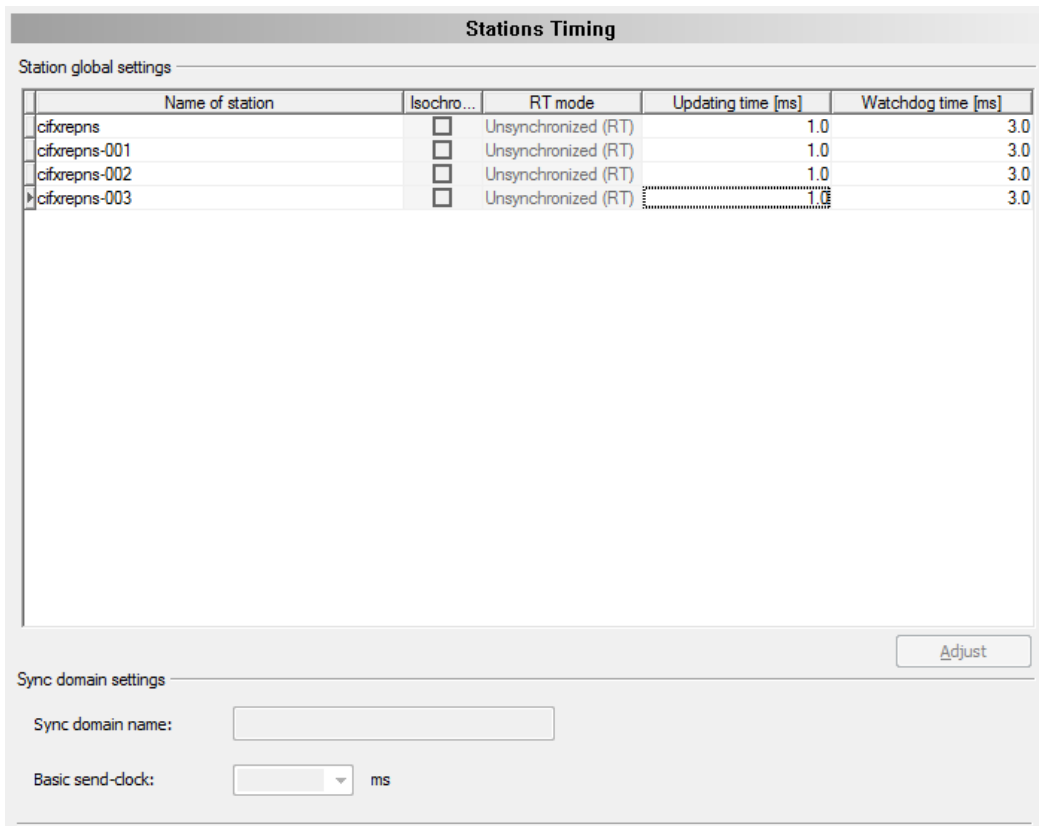 Stations Timing
Station global settings
Name of station Isochro... RT mode Updating time [ms] Watchdog time [ms]
cifxrepns Unsynchronized (RT) 1.0 3.0
cifxrepns-001 Unsynchronized (RT) 1.0 3.0
cifxrepns-002 Unsynchronized (RT) 1.0 3.0
cifxrepns-003 Unsynchronized (RT) 1.0 3.0
Adjust
Sync domain settings
Sync domain name:
Basic send-clock: ms